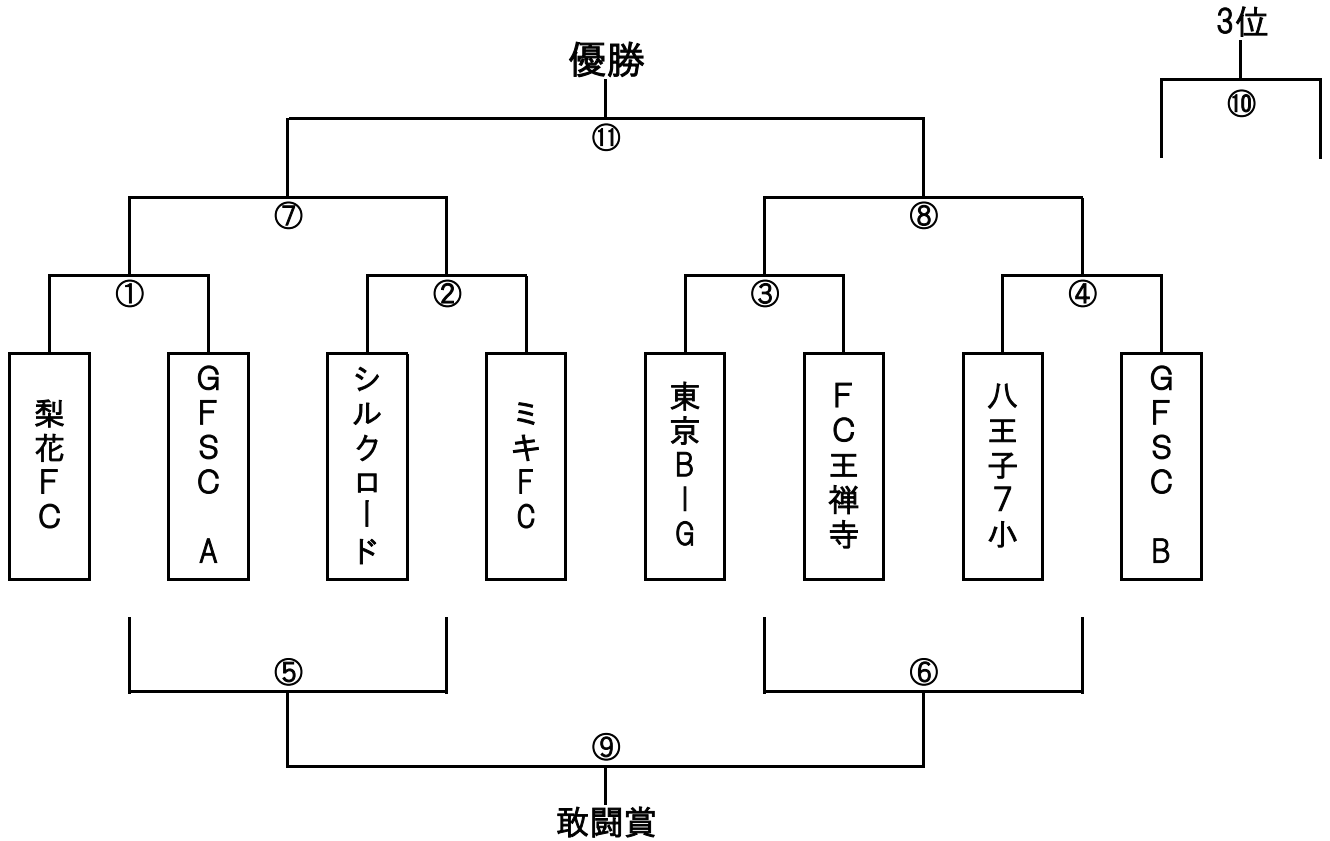 3位
優勝
⑩
⑪
⑦
⑧
①
②
③
④
梨花FC
GFSC A
シルクロード
ミキFC
東京BIG
FC王禅寺
八王子7小
GFSC B
⑤
⑥
⑨
敢闘賞